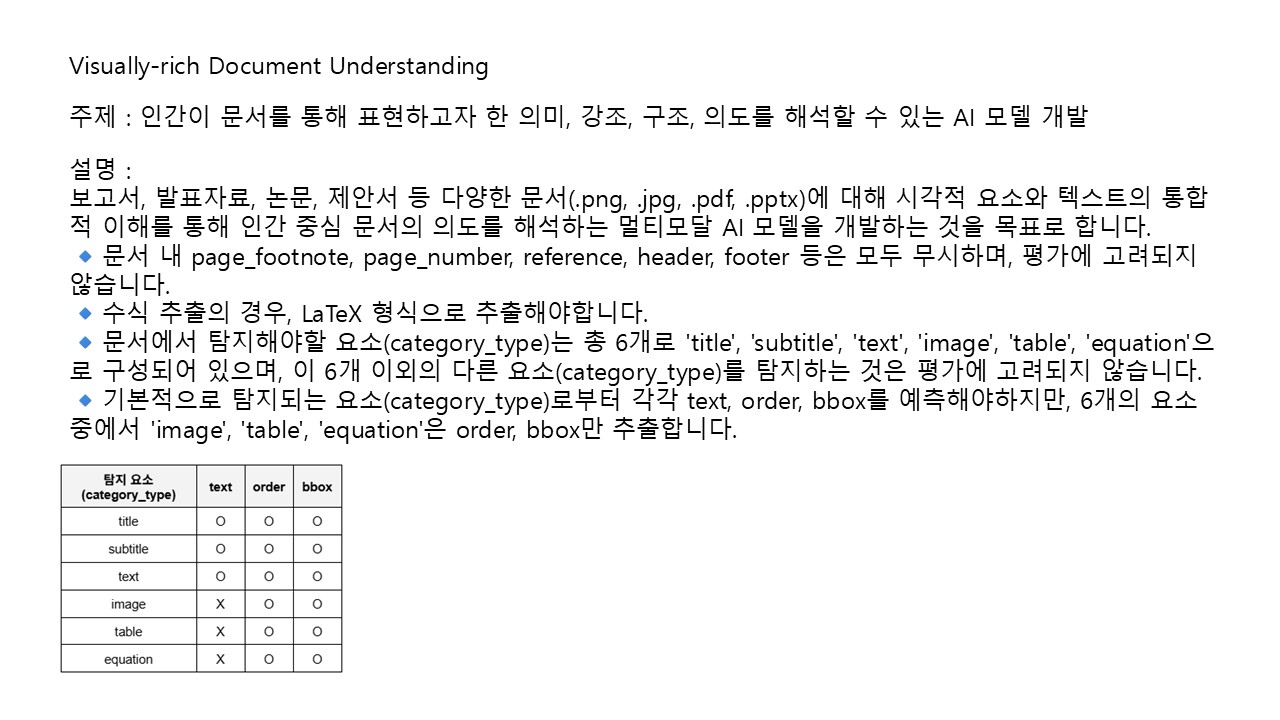 Visually-rich Document Understanding
주제 : 인간이 문서를 통해 표현하고자 한 의미, 강조, 구조, 의도를 해석할 수 있는 AI 모델 개발
설명 :
보고서, 발표자료, 논문, 제안서 등 다양한 문서(.png, .jpg, .pdf, .pptx)에 대해 시각적 요소와 텍스트의 통합
적 이해를 통해 인간 중심 문서의 의도를 해석하는 멀티모달 AI 모델을 개발하는 것을 목표로 합니다.
🔹 문서 내 page_footnote, page_number, reference, header, footer 등은 모두 무시하며, 평가에 고려되지
않습니다.
🔹 수식 추출의 경우, LaTeX 형식으로 추출해야합니다.
🔹 문서에서 탐지해야할 요소(category_type)는 총 6개로 'title', 'subtitle', 'text', 'image', 'table', 'equation'으
로 구성되어 있으며, 이 6개 이외의 다른 요소(category_type)를 탐지하는 것은 평가에 고려되지 않습니다.
🔹 기본적으로 탐지되는 요소(category_type)로부터 각각 text, order, bbox를 예측해야하지만, 6개의 요소
중에서 'image', 'table', 'equation'은 order, bbox만 추출합니다.
탐지 요소
(category_type) text order bbox
title O O O
subtitle O O O
text O O O
image X O O
table X O O
equation X O O